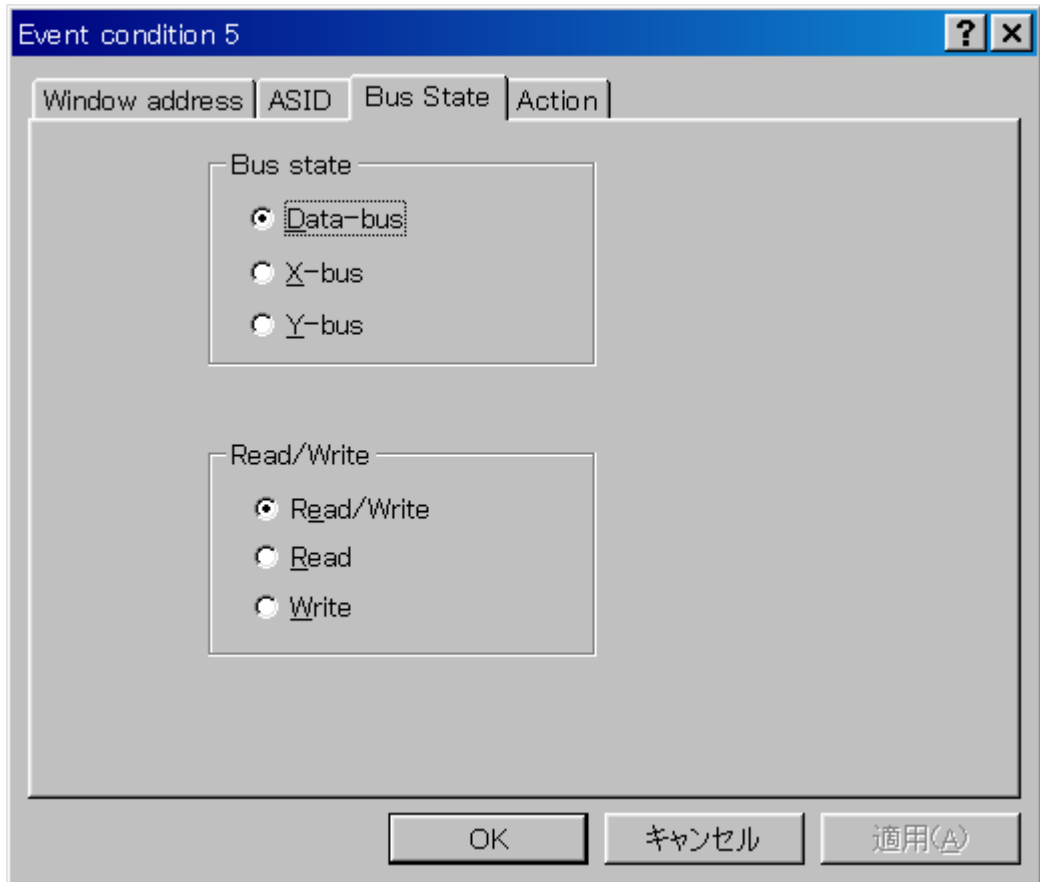 Event condition 5
Window address ASID Bus State Action
Bus state
Data-bus
X-bus
Y-bus
Read/Write
Read/Write
Read
Write
OK キャンセル 適用(A)